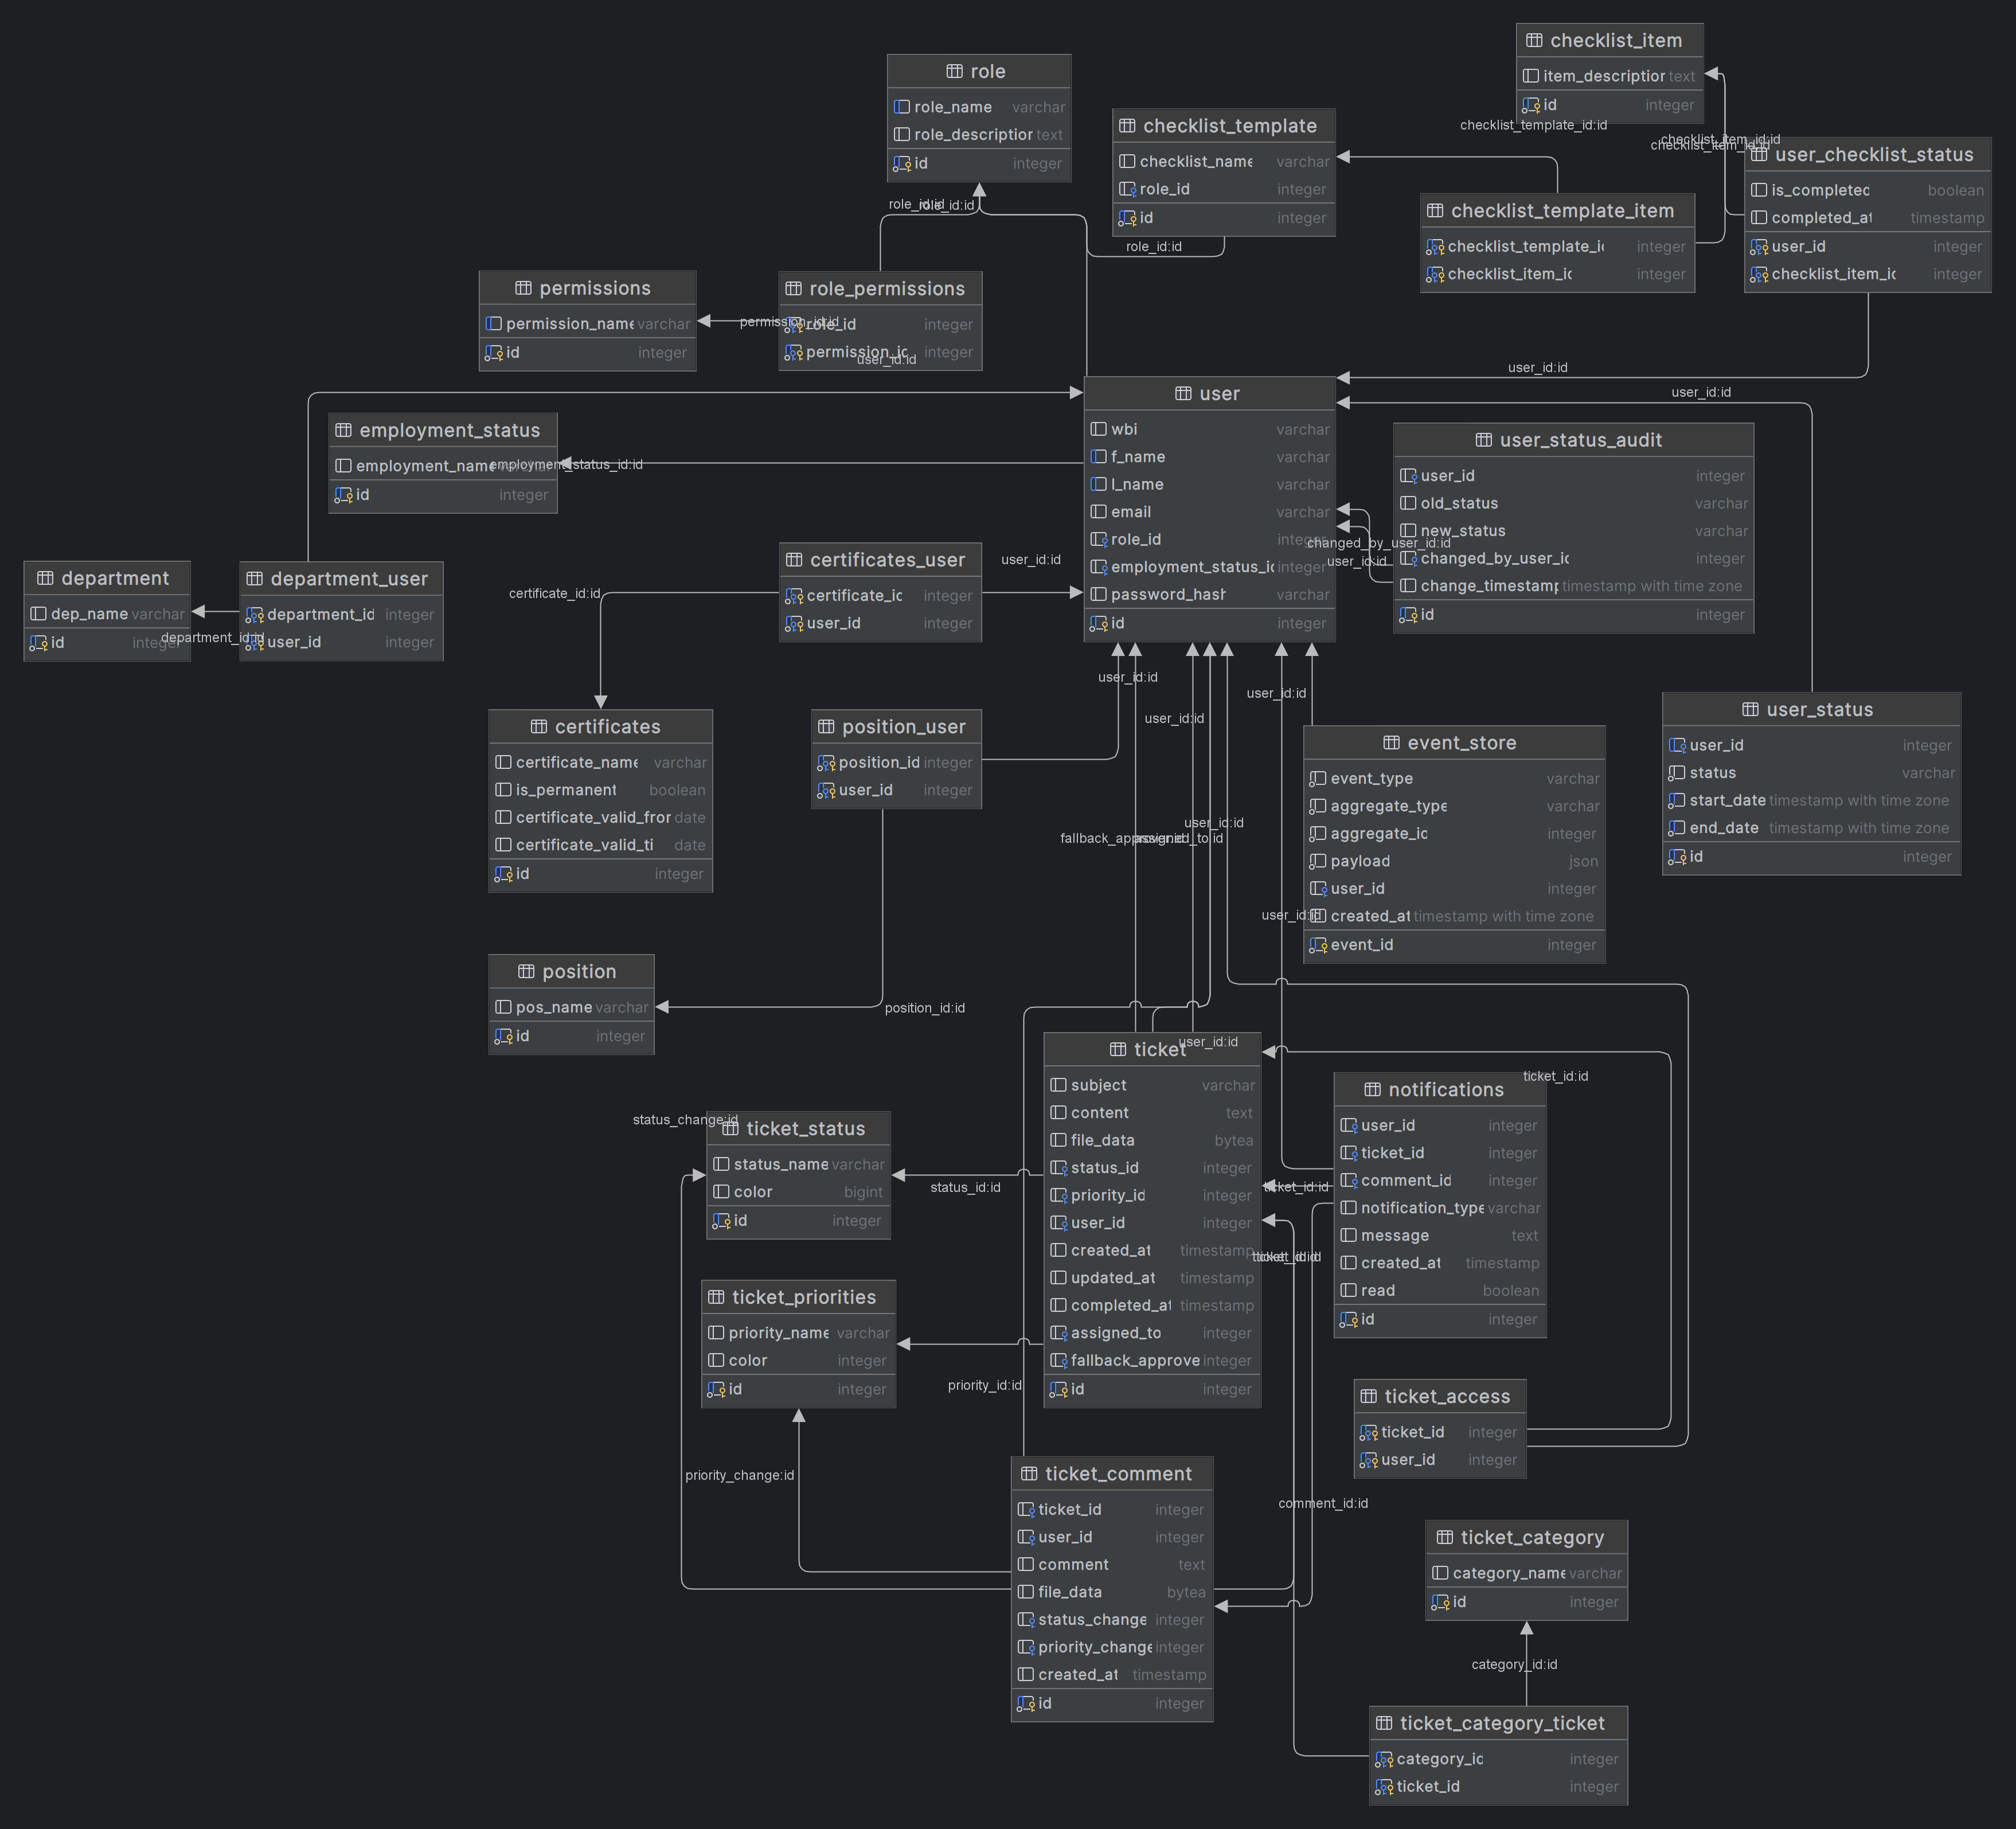 role
role_name varchar
role_description text
id integer
checklist_item
item_description text
id integer
checklist_template
checklist_name varchar
role_id integer
id integer
checklist_template_id:id
checklist_item_id:id
checklist_item_id:id
user_checklist_status
is_completed boolean
completed_at timestamp
user_id integer
checklist_item_id integer
checklist_template_item
checklist_template_id integer
checklist_item_id integer
role_id:id
role_id:id
role_id:id
permissions
permission_name varchar
id integer
role_permissions
role_id integer
permission_id integer
permission_id:id
user_id:id
user_id:id
user_id:id
user
wbi varchar
f_name varchar
l_name varchar
email varchar
role_id integer
employment_status_id integer
password_hash varchar
id integer
employment_status
employment_name varchar
id integer
employment_status_id:id
user_status_audit
user_id integer
old_status varchar
new_status varchar
changed_by_user_id integer
change_timestamp timestamp with time zone
id integer
changed_by_user_id:id
user_id:id
department
dep_name varchar
id integer
department_id:id
department_user
department_id integer
user_id integer
certificates_user
certificate_id integer
user_id integer
user_id:id
certificate_id:id
certificates
certificate_name varchar
is_permanent boolean
certificate_valid_from date
certificate_valid_til date
id integer
position_user
position_id integer
user_id integer
user_id:id
user_id:id
user_id:id
event_store
event_type varchar
aggregate_type varchar
aggregate_id integer
payload json
user_id integer
created_at timestamp with time zone
event_id integer
user_status
user_id integer
status varchar
start_date timestamp with time zone
end_date timestamp with time zone
id integer
user_id:id
fallback_approver:id
assigned_to:id
user_id:id
position
pos_name varchar
id integer
position_id:id
ticket
user_id:id
subject varchar
content text
file_data bytea
status_id integer
priority_id integer
user_id integer
created_at timestamp
updated_at timestamp
completed_at timestamp
assigned_to integer
fallback_approve integer
id integer
ticket_id:id
notifications
user_id integer
ticket_id integer
comment_id integer
notification_type varchar
message text
created_at timestamp
read boolean
id integer
status_change:id
ticket_status
status_name varchar
color bigint
id integer
status_id:id
ticket_id:id
ticket_id:id
ticket_id:id
ticket_priorities
priority_name varchar
color integer
id integer
priority_id:id
priority_change:id
ticket_access
ticket_id integer
user_id integer
ticket_comment
ticket_id integer
user_id integer
comment text
file_data bytea
status_change integer
priority_change integer
created_at timestamp
id integer
comment_id:id
ticket_category
category_name varchar
id integer
category_id:id
ticket_category_ticket
category_id integer
ticket_id integer